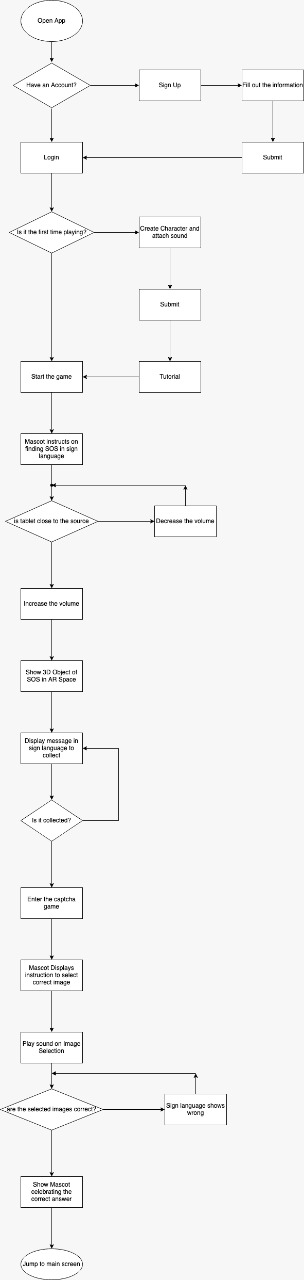 Open App
Have an Account?
Sign Up
Fill out the information
Login
Submit
Is it the first time playing?
Create Character and
attach sound
Submit
Start the game
Tutorial
Mascot Instructs on
finding SOS in sign
language
is tablet close to the source
Decrease the volume
Increase the volume
Show 3D Object of
SOS in AR Space
Display message in
sign language to
collect
Is it collected?
Enter the captcha
game
Mascot Displays
instruction to select
correct image
Play sound on Image
Selection
are the selected images correct?
Sign language shows
wrong
Show Mascot
celebrating the
correct answer
Jump to main screen